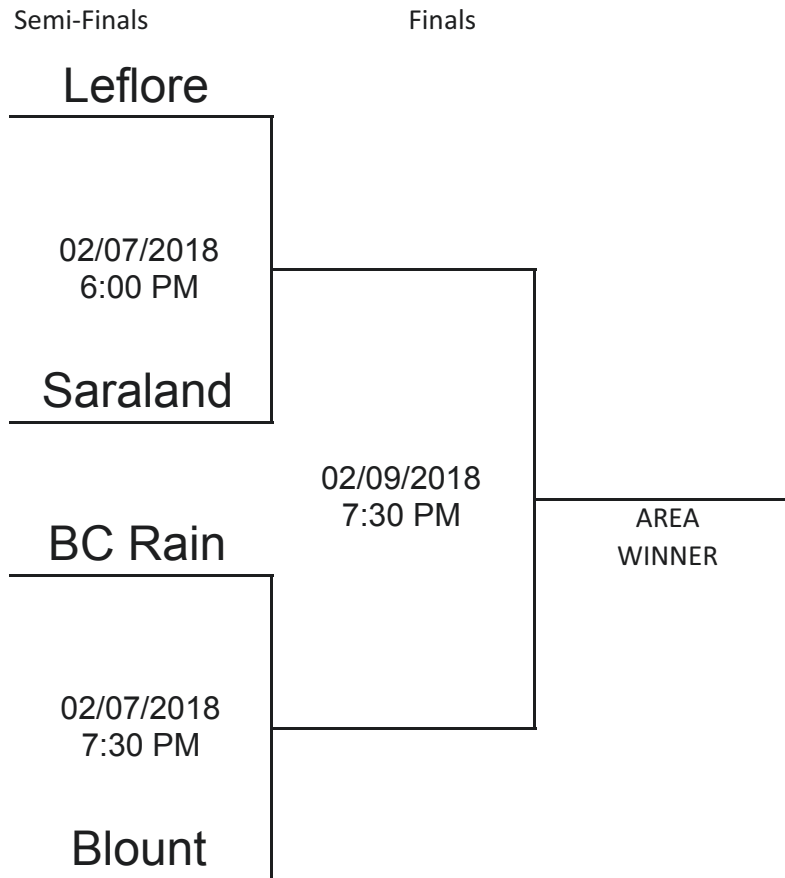 Semi-Finals
Finals
Leflore
02/07/2018
6:00 PM
Saraland
02/09/2018
7:30 PM
AREA
WINNER
BC Rain
02/07/2018
7:30 PM
Blount